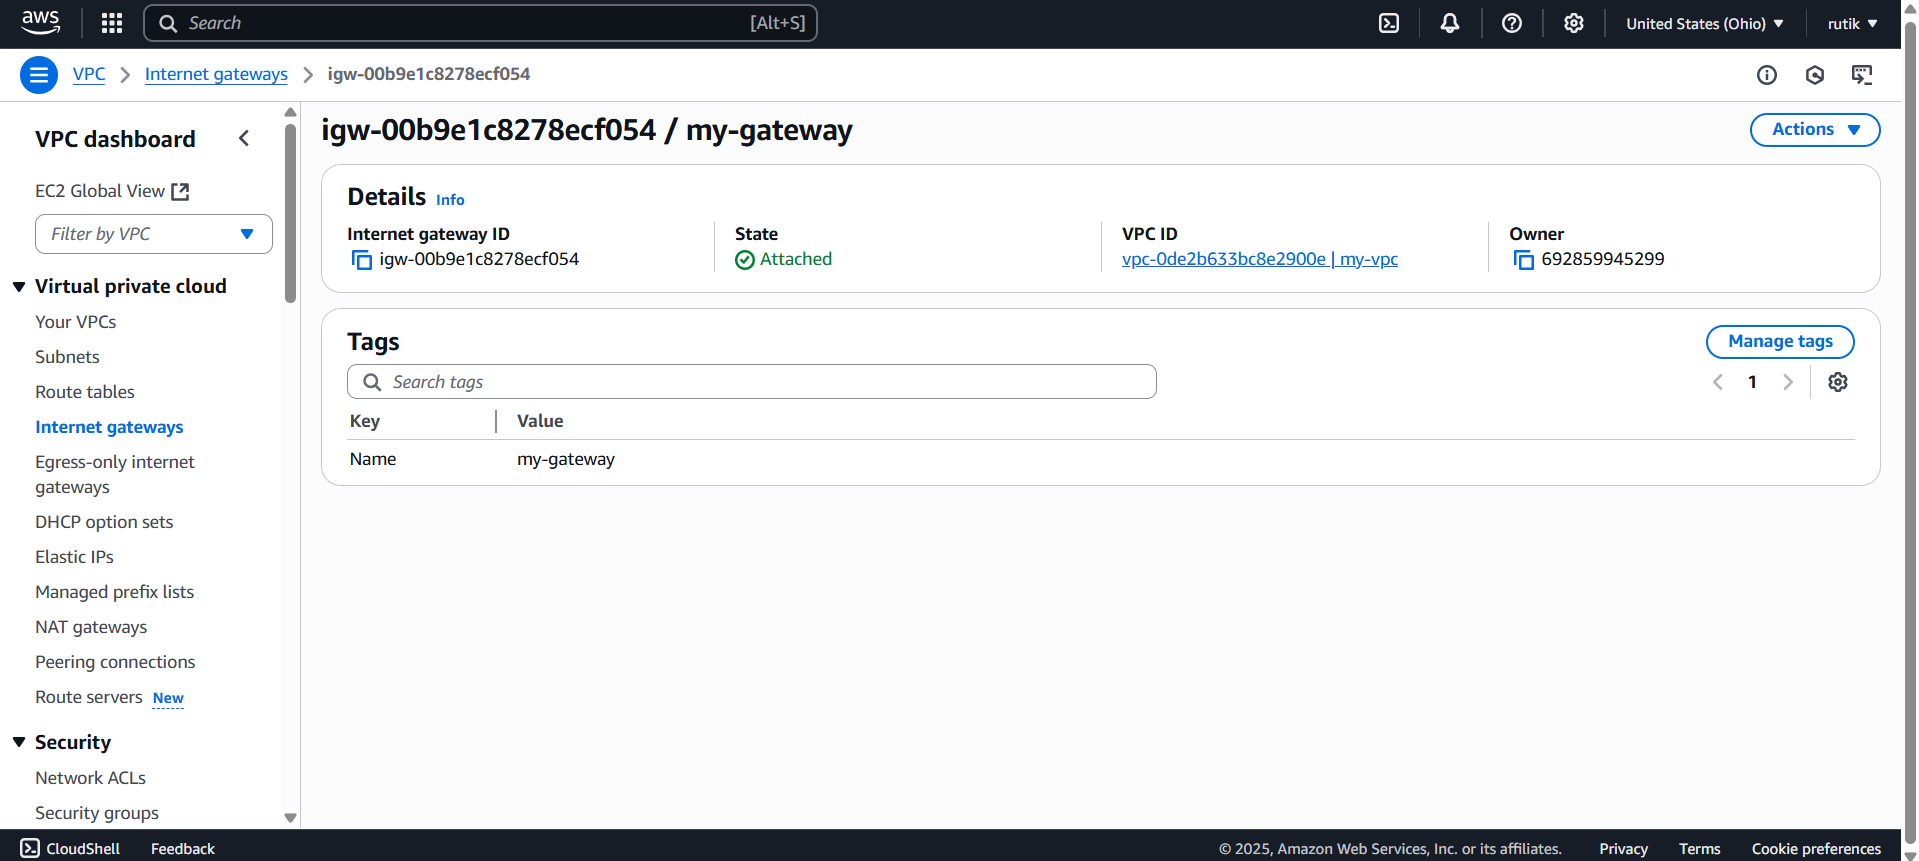 aws
Search [Alt+S]
United States (Ohio)
rutik
VPC
Internet gateways
igw-00b9e1c8278ecf054
VPC dashboard
EC2 Global View
Filter by VPC
Virtual private cloud
Your VPCs
Subnets
Route tables
Internet gateways
Egress-only internet
gateways
DHCP option sets
Elastic IPs
Managed prefix lists
NAT gateways
Peering connections
Route servers New
Security
Network ACLs
Security groups
igw-00b9e1c8278ecf054 / my-gateway
Actions
Details Info
Internet gateway ID
igw-00b9e1c8278ecf054
State
Attached
VPC ID
vpc-0de2b633bc8e2900e | my-vpc
Owner
692859945299
Tags
Manage tags
Search tags
1
Key Value
Name my-gateway
CloudShell Feedback
© 2025, Amazon Web Services, Inc. or its affiliates. Privacy Terms Cookie preferences